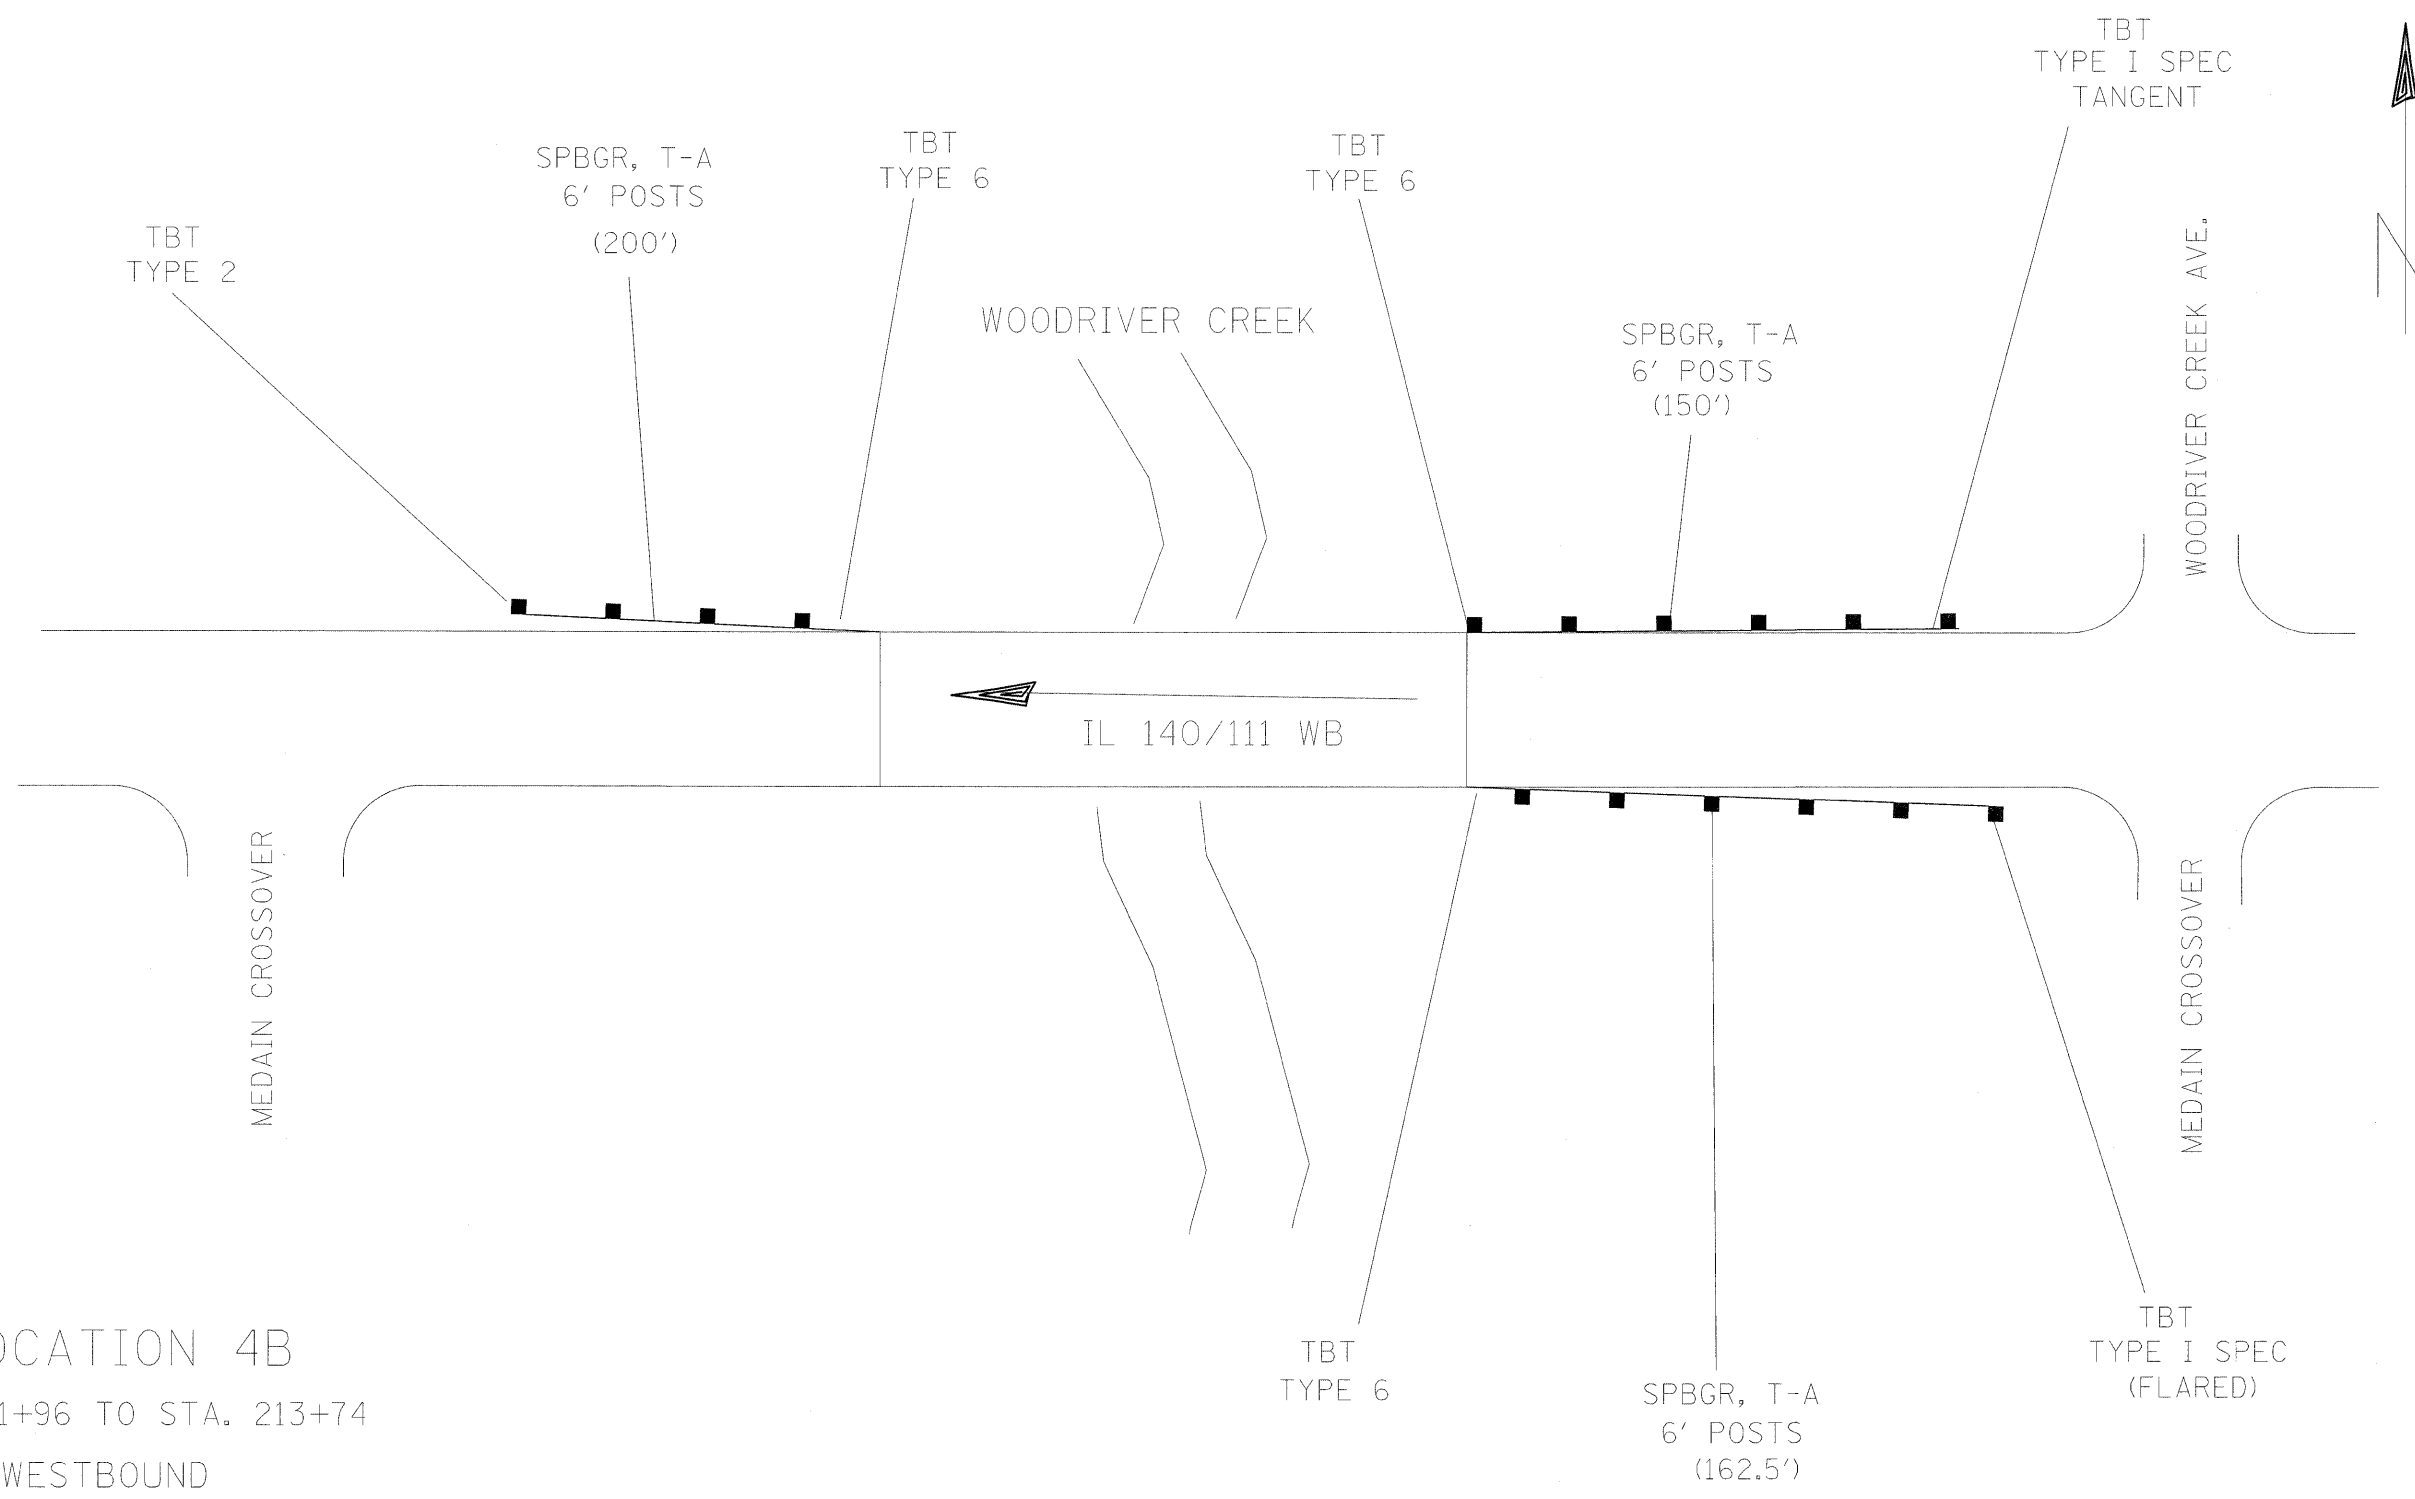 TBT
TYPE I SPEC
TANGENT
TBT
TYPE 6
TBT
TYPE 6
SPBGR, T-A
6' POSTS
(200')
TBT
TYPE 2
WOODRIVER CREEK
SPBGR, T-A
6' POSTS
(150')
WOODRIVER CREEK AVE.
N
IL 140/111 WB
MEDAIN CROSSOVER
MEDAIN CROSSOVER
TBT
TYPE 6
SPBGR, T-A
6' POSTS
(162.5')
TBT
TYPE I SPEC
(FLARED)
OCATION 4B
1+96 TO STA. 213+74
WESTBOUND